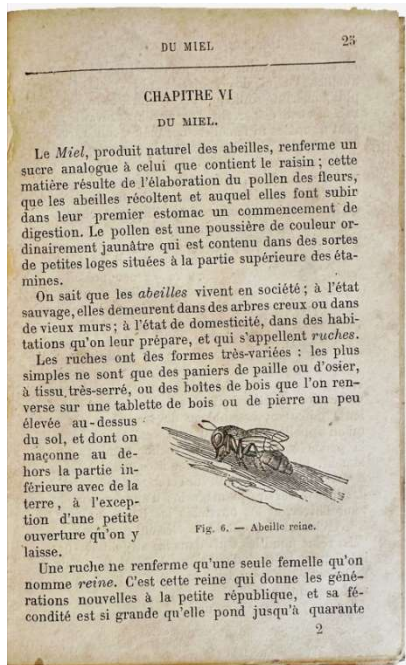 DU MIEL 25
CHAPITRE VI
DU MIEL.
Le Miel, produit naturel des abeilles, renferme un
sucre analogue à celui que contient le raisin ; cette
matière résulte de l'élaboration du pollen des fleurs,
que les abeilles récoltent et auquel elles font subir
dans leur premier estomac un commencement de
digestion. Le pollen est une poussière de couleur or-
dinairement jaunâtre qui est contenu dans des sortes
de petites loges situées à la partie supérieure des éta-
mines.
On sait que les abeilles vivent en société ; à l'état
sauvage, elles demeurent dans des arbres creux ou dans
de vieux murs ; à l'état de domesticité, dans des habi-
tations qu'on leur prépare, et qui s'appellent ruches.
Les ruches ont des formes très-variées : les plus
simples ne sont que des paniers de paille ou d'osier,
à tissu très-serré, ou des boîtes de bois que l'on ren-
verse sur une tablette de bois ou de pierre un peu
élevée au-dessus
du sol, et dont on
maçonne au de-
hors la partie in-
férieure avec de la
terre, à l'excep-
tion d'une petite
ouverture qu'on y
laisse.
Fig. 6. — Abeille reine.
Une ruche ne renferme qu'une seule femelle qu'on
nomme reine. C'est cette reine qui donne les géné-
rations nouvelles à la petite république, et sa fé-
condité est si grande qu'elle pond jusqu'à quarante
2